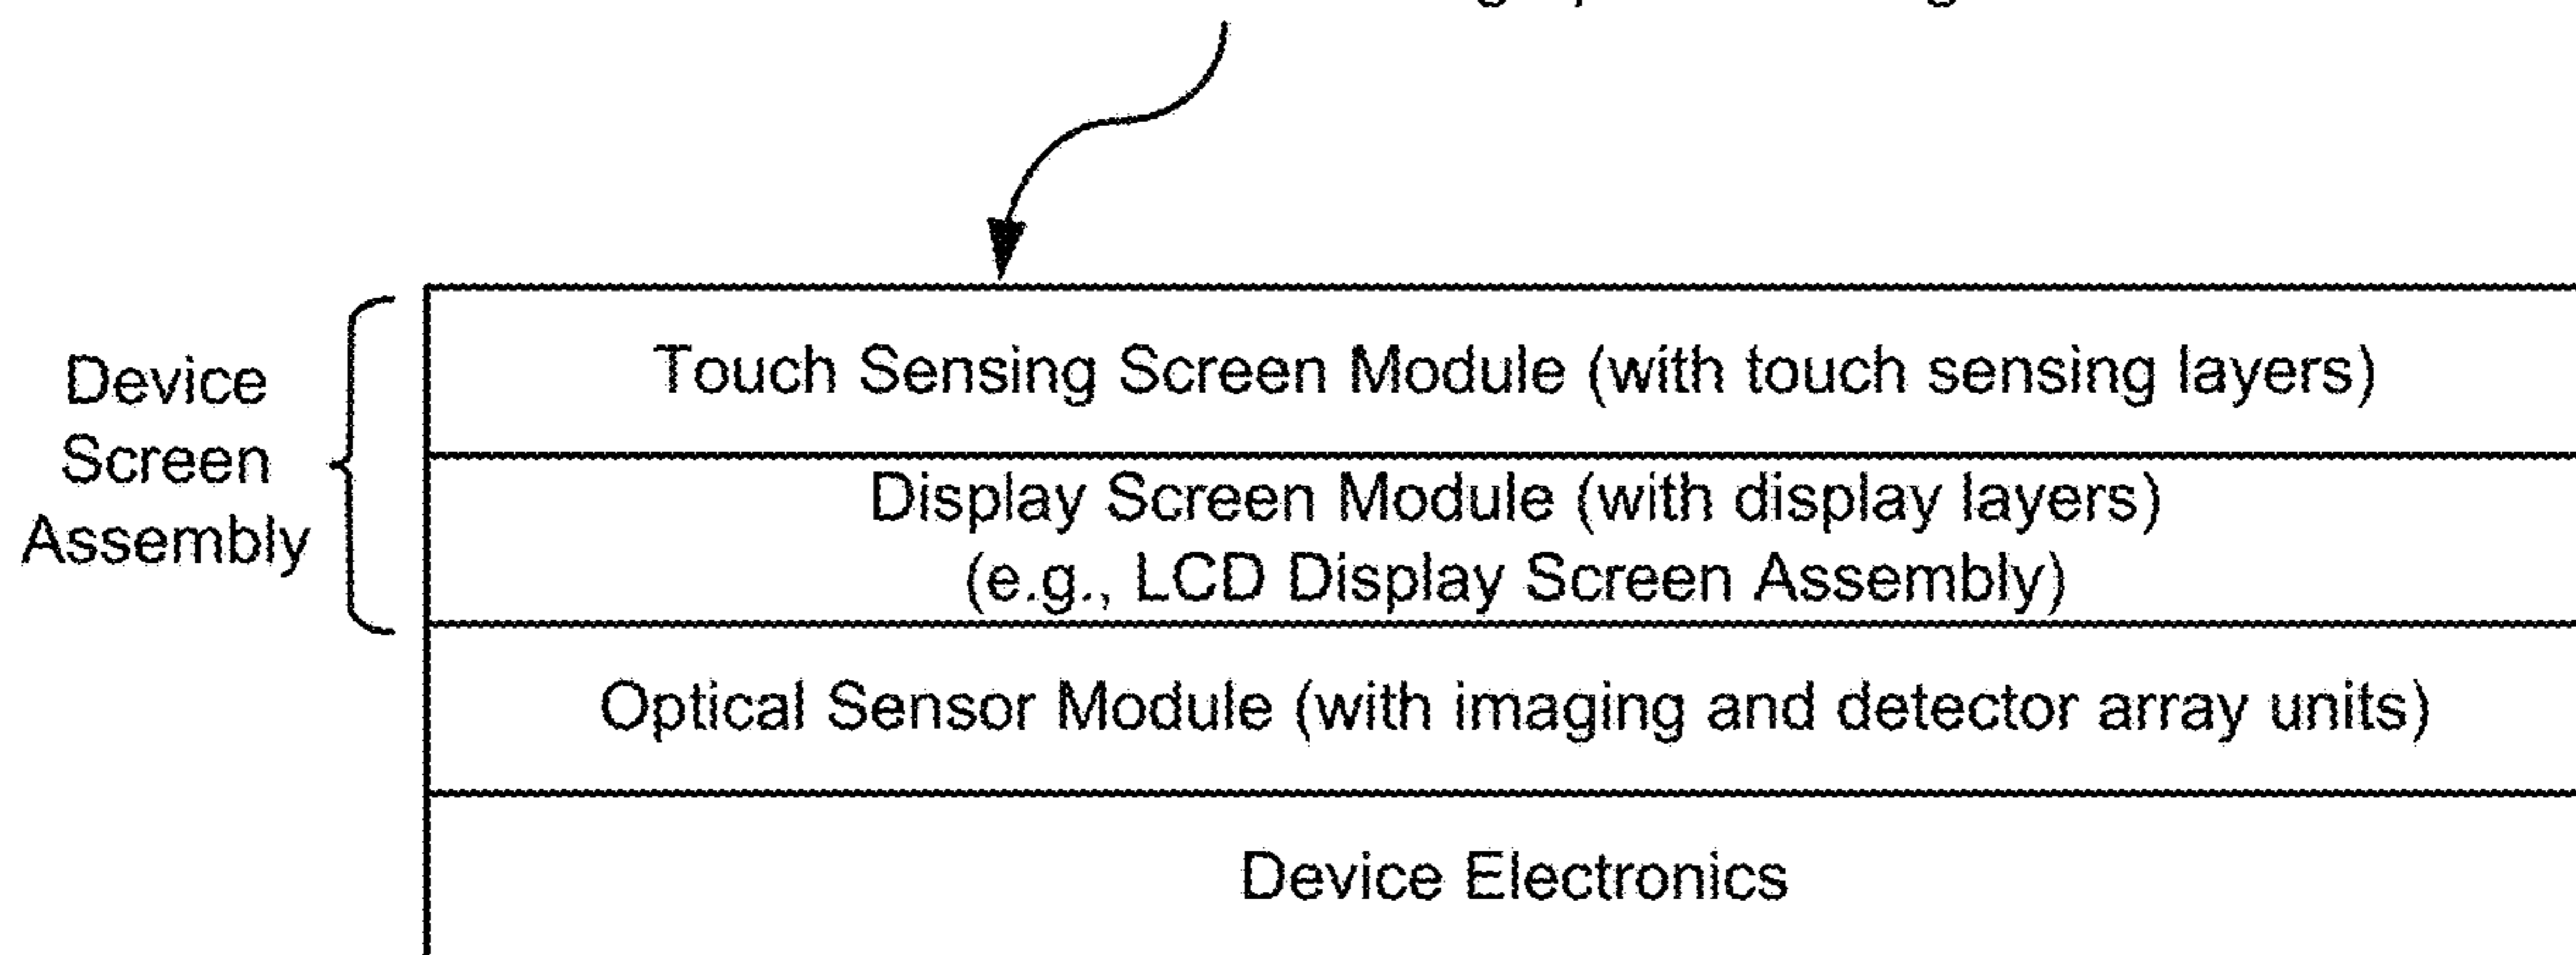 Device
Screen
Assembly
Touch Sensing Screen Module (with touch sensing layers)
Display Screen Module (with display layers)
(e.g., LCD Display Screen Assembly)
Optical Sensor Module (with imaging and detector array units)
Device Electronics